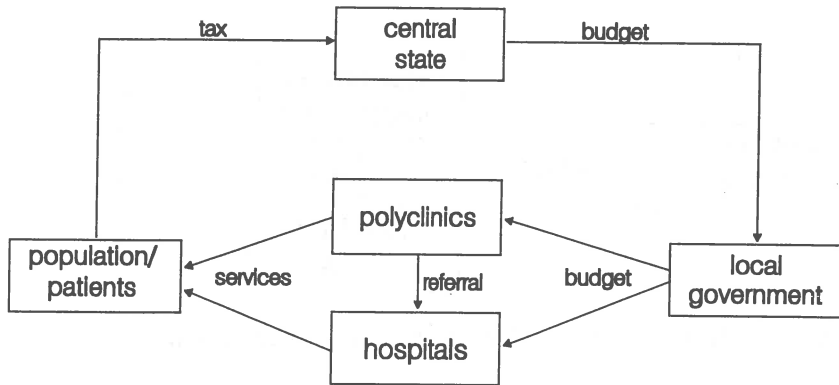 tax
central
state
budget
polyclinics
population/
patients
services
referral
budget
local
government
hospitals